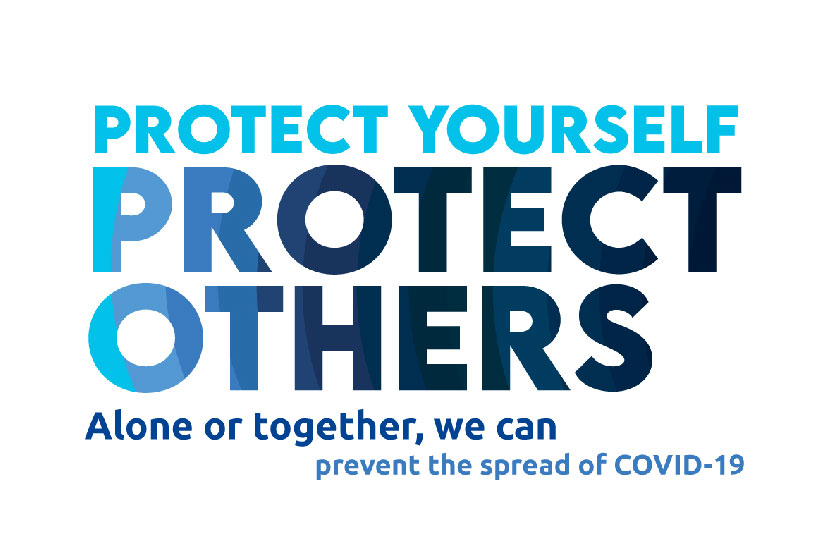 PROTECT YOURSELF
PROTECT
OTHERS
Alone or together, we can
prevent the spread of COVID-19